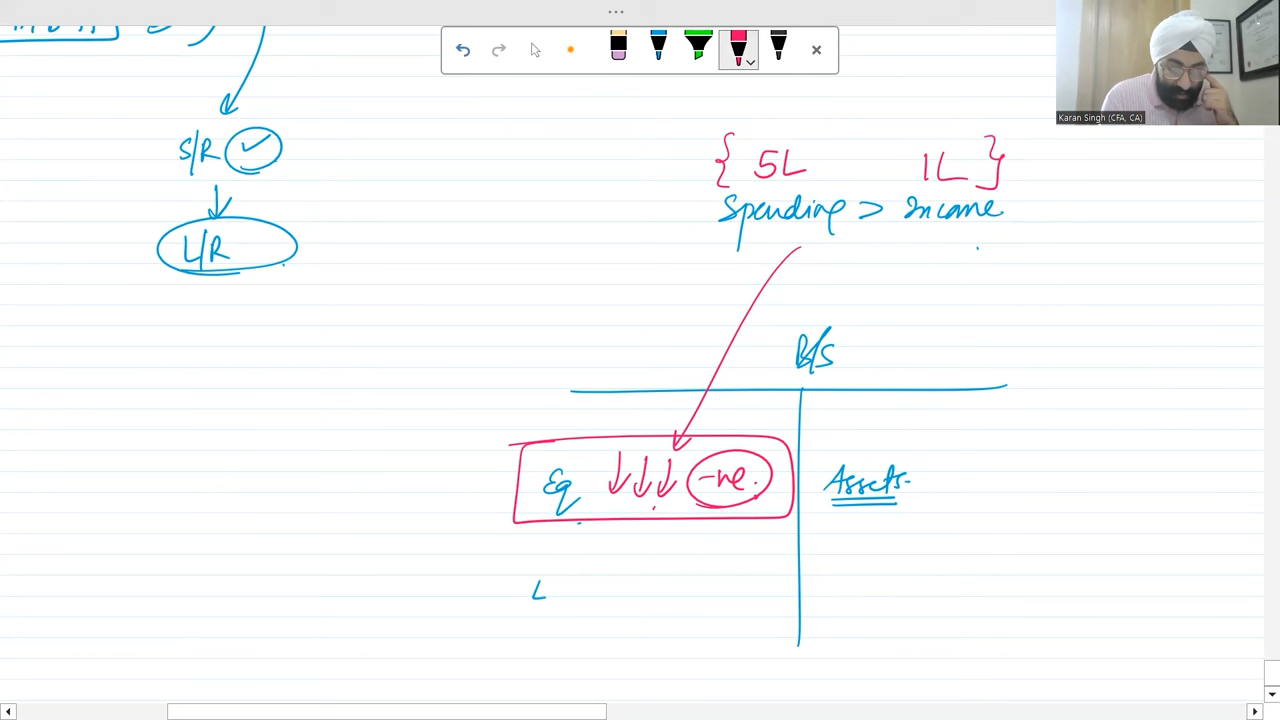 S/R
L/R
{ 5L 1L }
Spending > Income
B/S
Eq -ve. Assets
L
Karan Singh (CFA, CA)